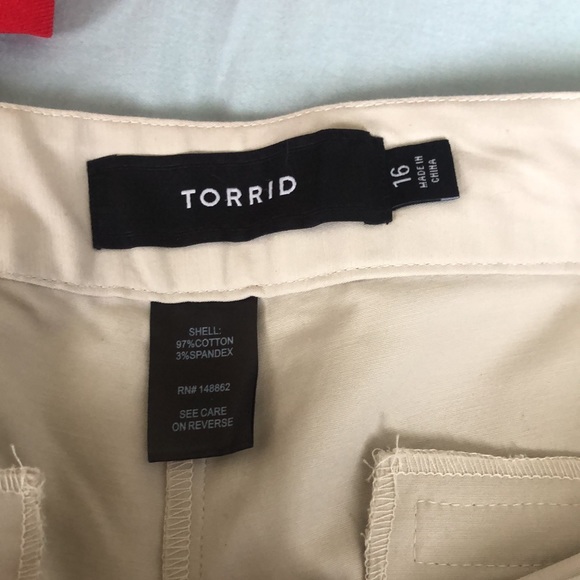 TORRID
16
MADE IN
CHINA
SHELL:
97%COTTON
3%SPANDEX
RN# 148862
SEE CARE
ON REVERSE